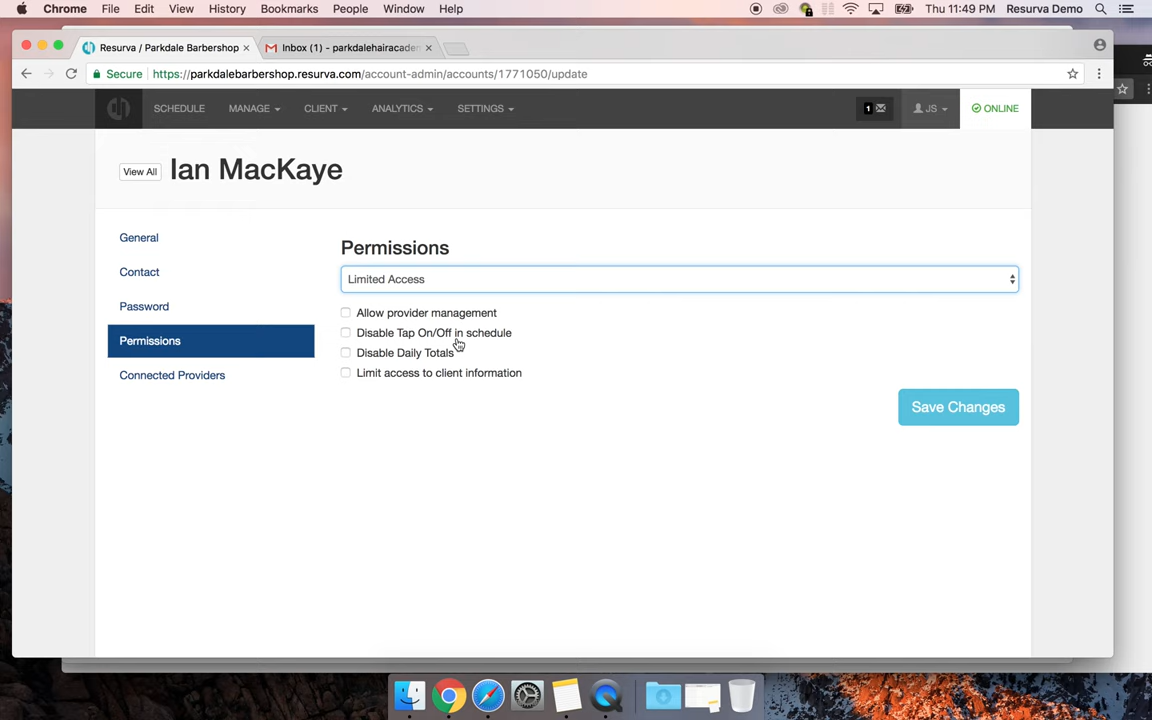 Chrome File Edit View History Bookmarks People Window Help Thu 11:49 PM Resurva Demo
Resurva / Parkdale Barbershop Inbox (1) - parkdalehairacadem
Secure https://parkdalebarbershop.resurva.com/account-admin/accounts/1771050/update
SCHEDULE MANAGE CLIENT ANALYTICS SETTINGS 1 JS ONLINE
View All Ian MacKaye
General
Contact
Password
Permissions
Connected Providers
Permissions
Limited Access
Allow provider management
Disable Tap On/Off in schedule
Disable Daily Totals
Limit access to client information
Save Changes